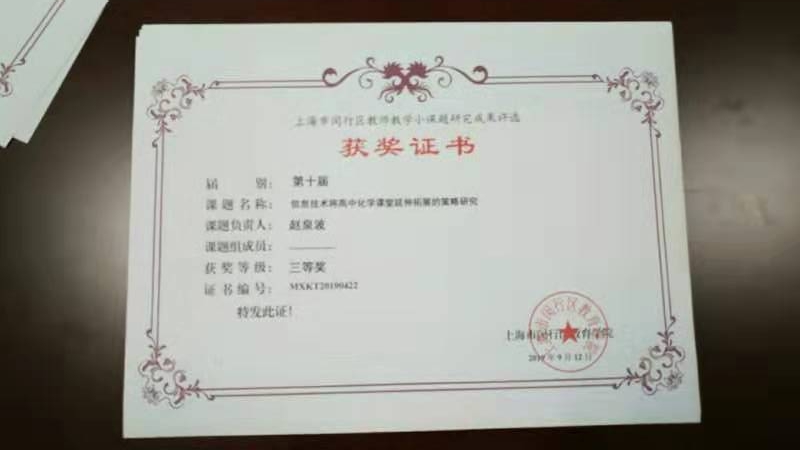 上海市闵行区教师教学小课题研究成果评选
获奖证书
届 别: 第十届
课题名称: 信息技术将高中化学课堂延伸拓展的策略研究
课题负责人: 赵泉波
课题组成员:
获奖等级: 三等奖
证书编号: MXKT20190422
特发此证!
上海市闵行区教育学院
2019年9月12日